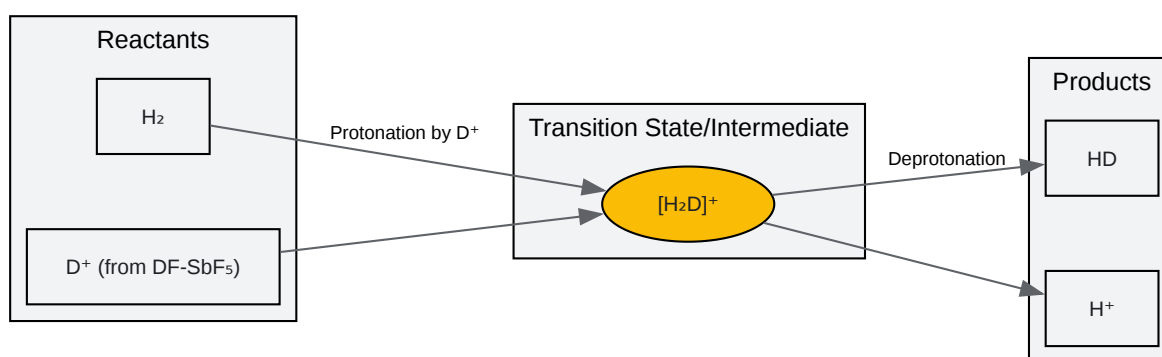 Reactants
H₂
D⁺ (from DF-SbF₅)
Protonation by D⁺
Transition State/Intermediate
[H₂D]⁺
Deprotonation
Products
HD
H⁺